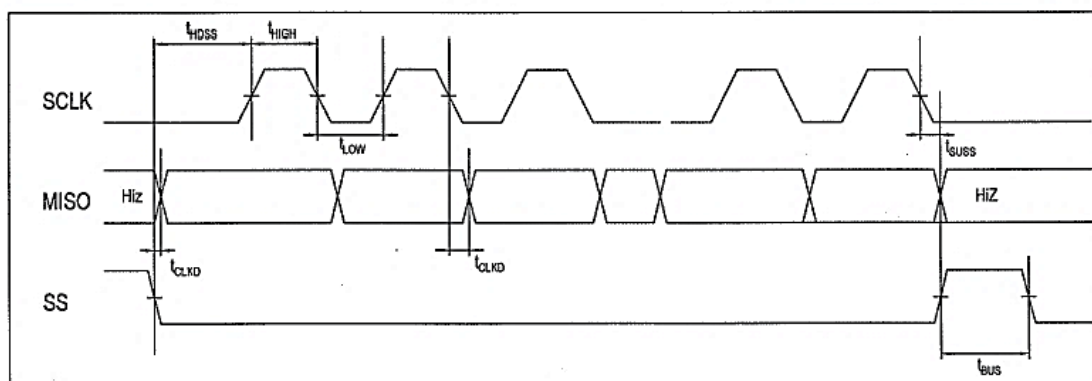 tHDSS tHIGH
SCLK
tLOW
tSUSS
MISO Hiz HiZ
tCLKD tCLKD
SS
tBUS